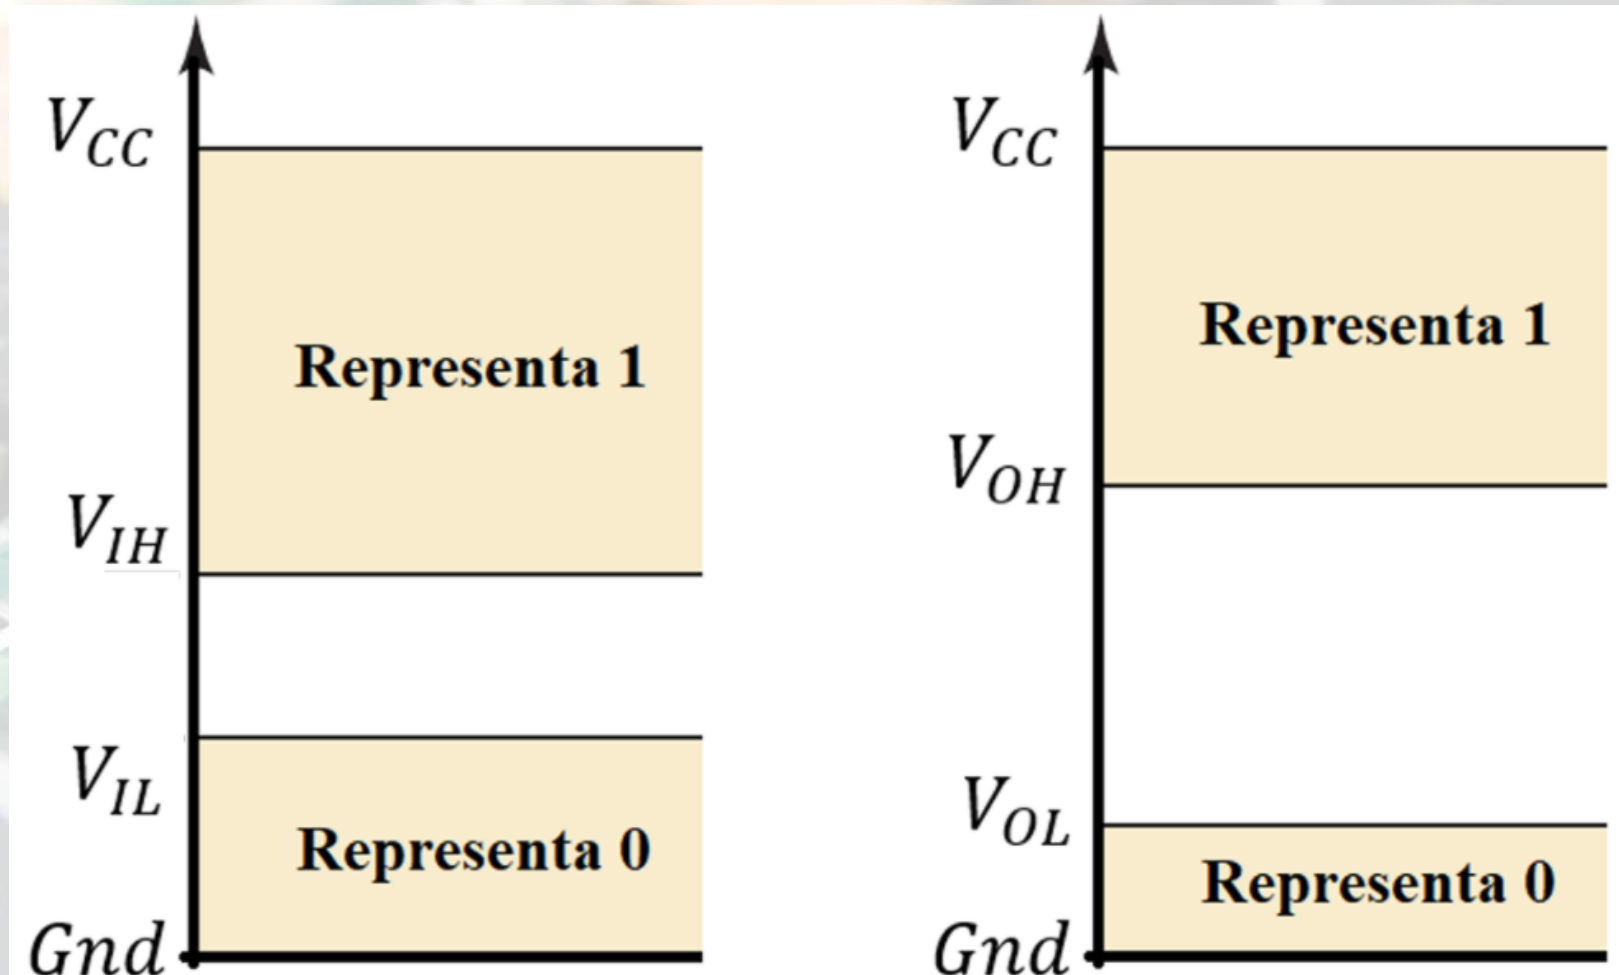 V_CC
Representa 1
V_IH
V_IL
Representa 0
Gnd
V_CC
Representa 1
V_OH
V_OL
Representa 0
Gnd